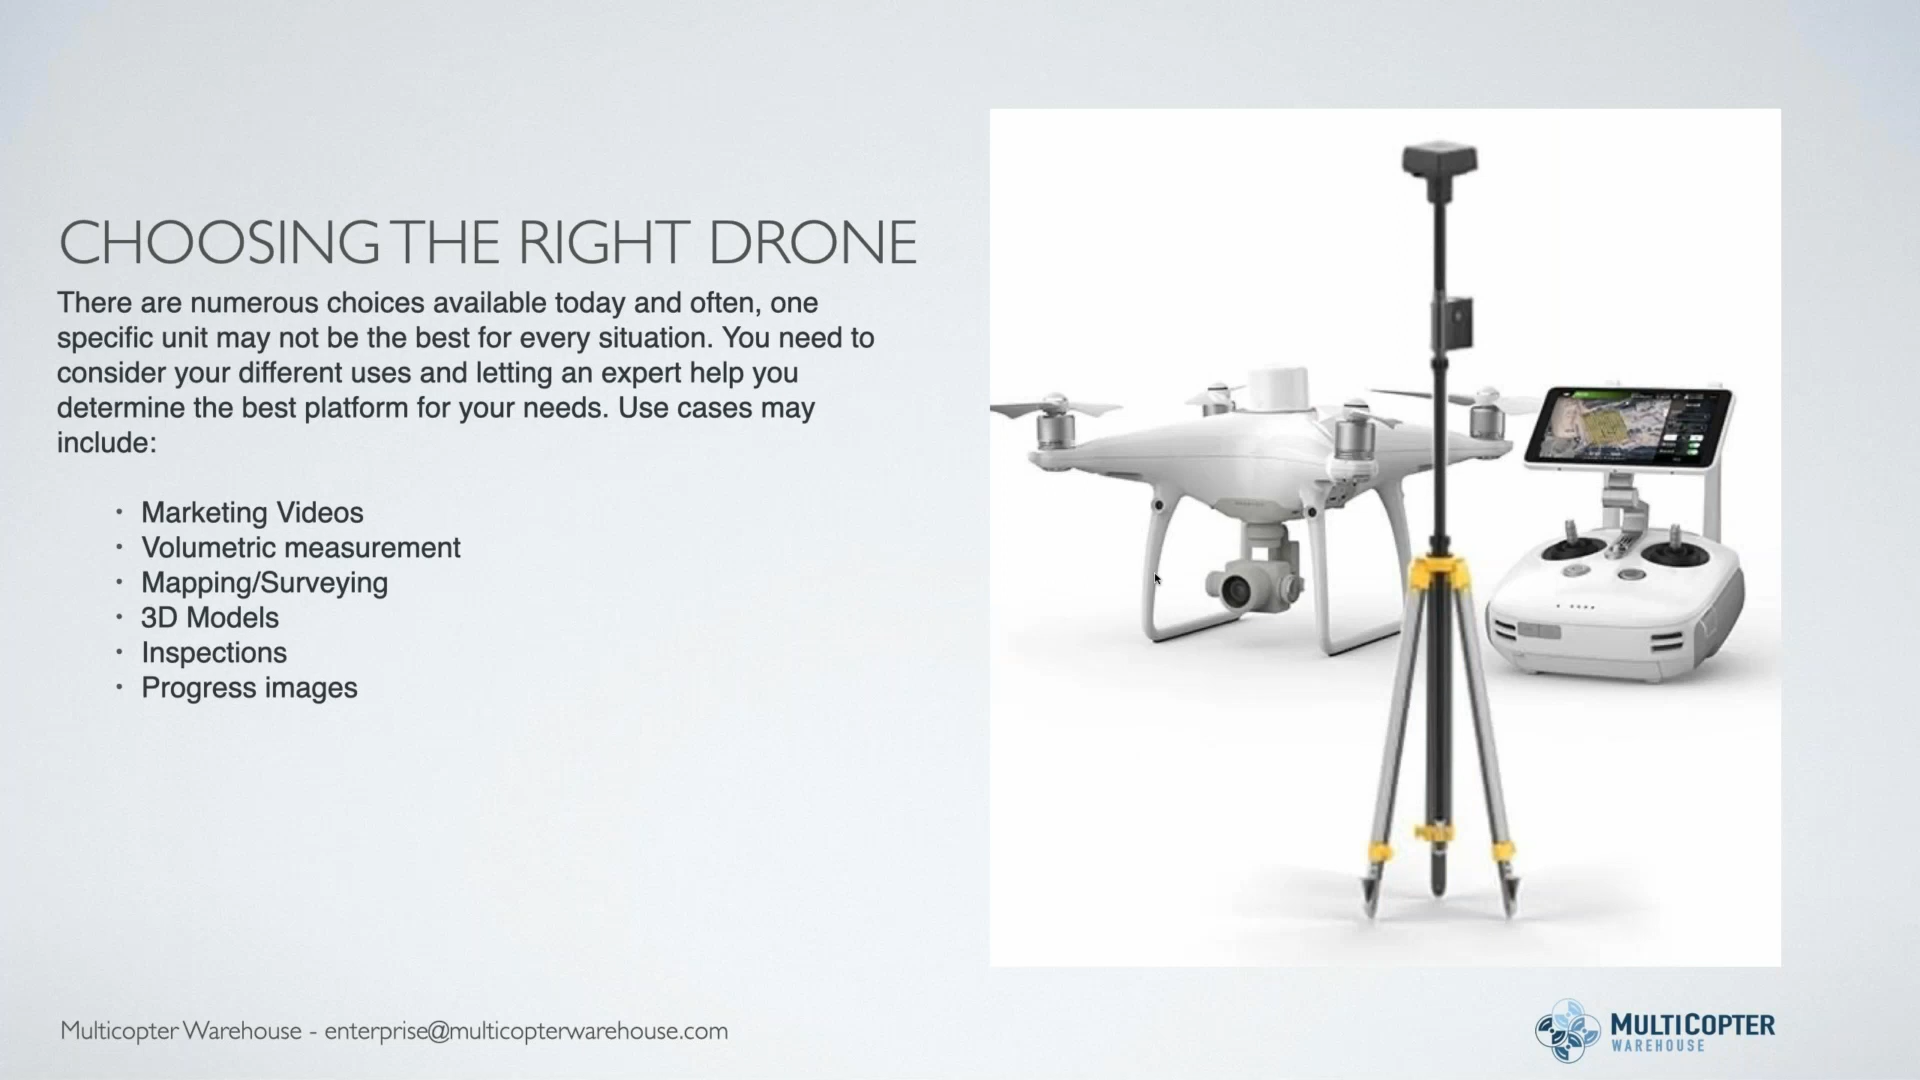 CHOOSING THE RIGHT DRONE
There are numerous choices available today and often, one
specific unit may not be the best for every situation. You need to
consider your different uses and letting an expert help you
determine the best platform for your needs. Use cases may
include:
• Marketing Videos
• Volumetric measurement
• Mapping/Surveying
• 3D Models
• Inspections
• Progress images
Multicopter Warehouse - enterprise@multicopterwarehouse.com
MULTICOPTER
WAREHOUSE